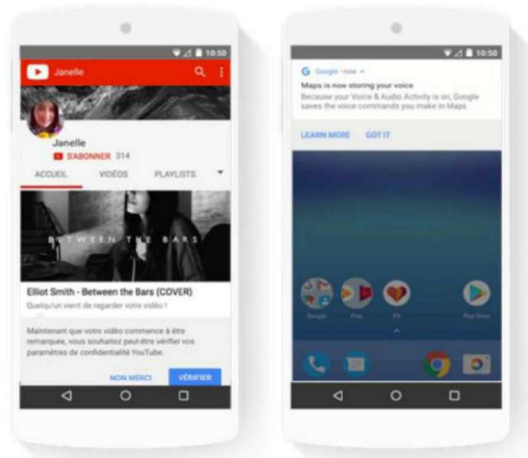 10:50
Janelle
Janelle
S'ABONNER 314
ACCUEIL VIDÉOS PLAYLISTS
BETWEEN THE BARS
Elliot Smith - Between the Bars (COVER)
Quelqu'un vient de regarder votre vidéo !
Maintenant que votre vidéo commence à être
remarquée, vous souhaitez peut-être vérifier vos
paramètres de confidentialité YouTube.
NON MERCI VÉRIFIER
10:50
Google now
Maps is now storing your voice
Because your Voice & Audio Activity is on, Google
saves the voice commands you make in Maps
LEARN MORE GOT IT
Google Play Fit Play Store